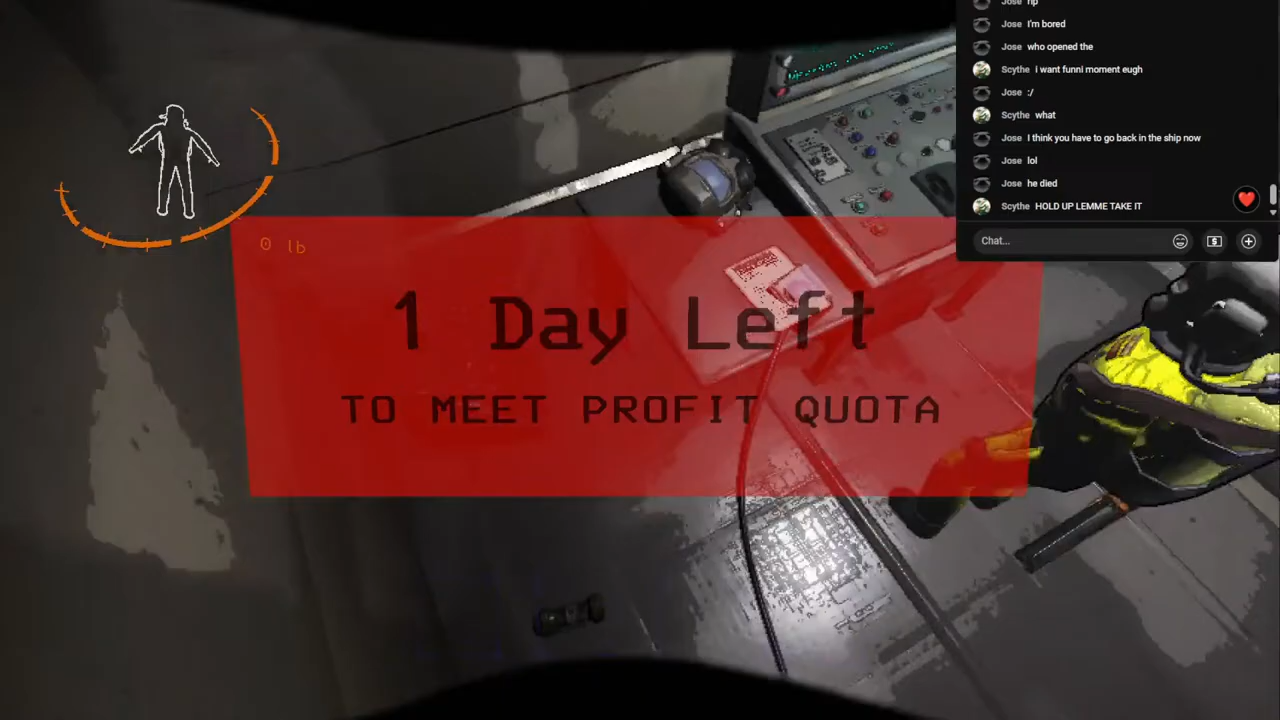 Jose rip
Jose I'm bored
Jose who opened the
Scythe i want funni moment eugh
Jose :/
Scythe what
Jose I think you have to go back in the ship now
Jose lol
Jose he died
Scythe HOLD UP LEMME TAKE IT
Chat...
0 lb
1 Day Left
TO MEET PROFIT QUOTA